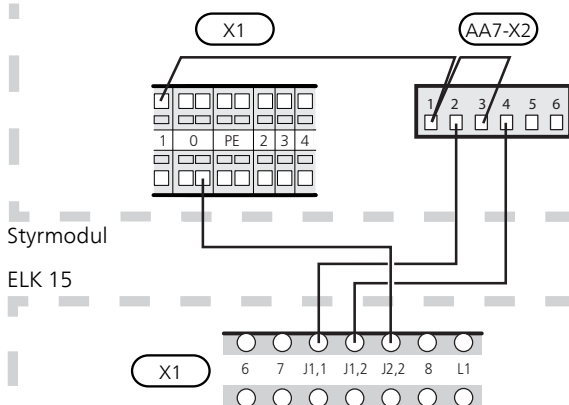 X1
AA7-X2
1 2 3 4 5 6
1 0 PE 2 3 4
Styrmodul
ELK 15
X1
6 7 J1,1 J1,2 J2,2 8 L1